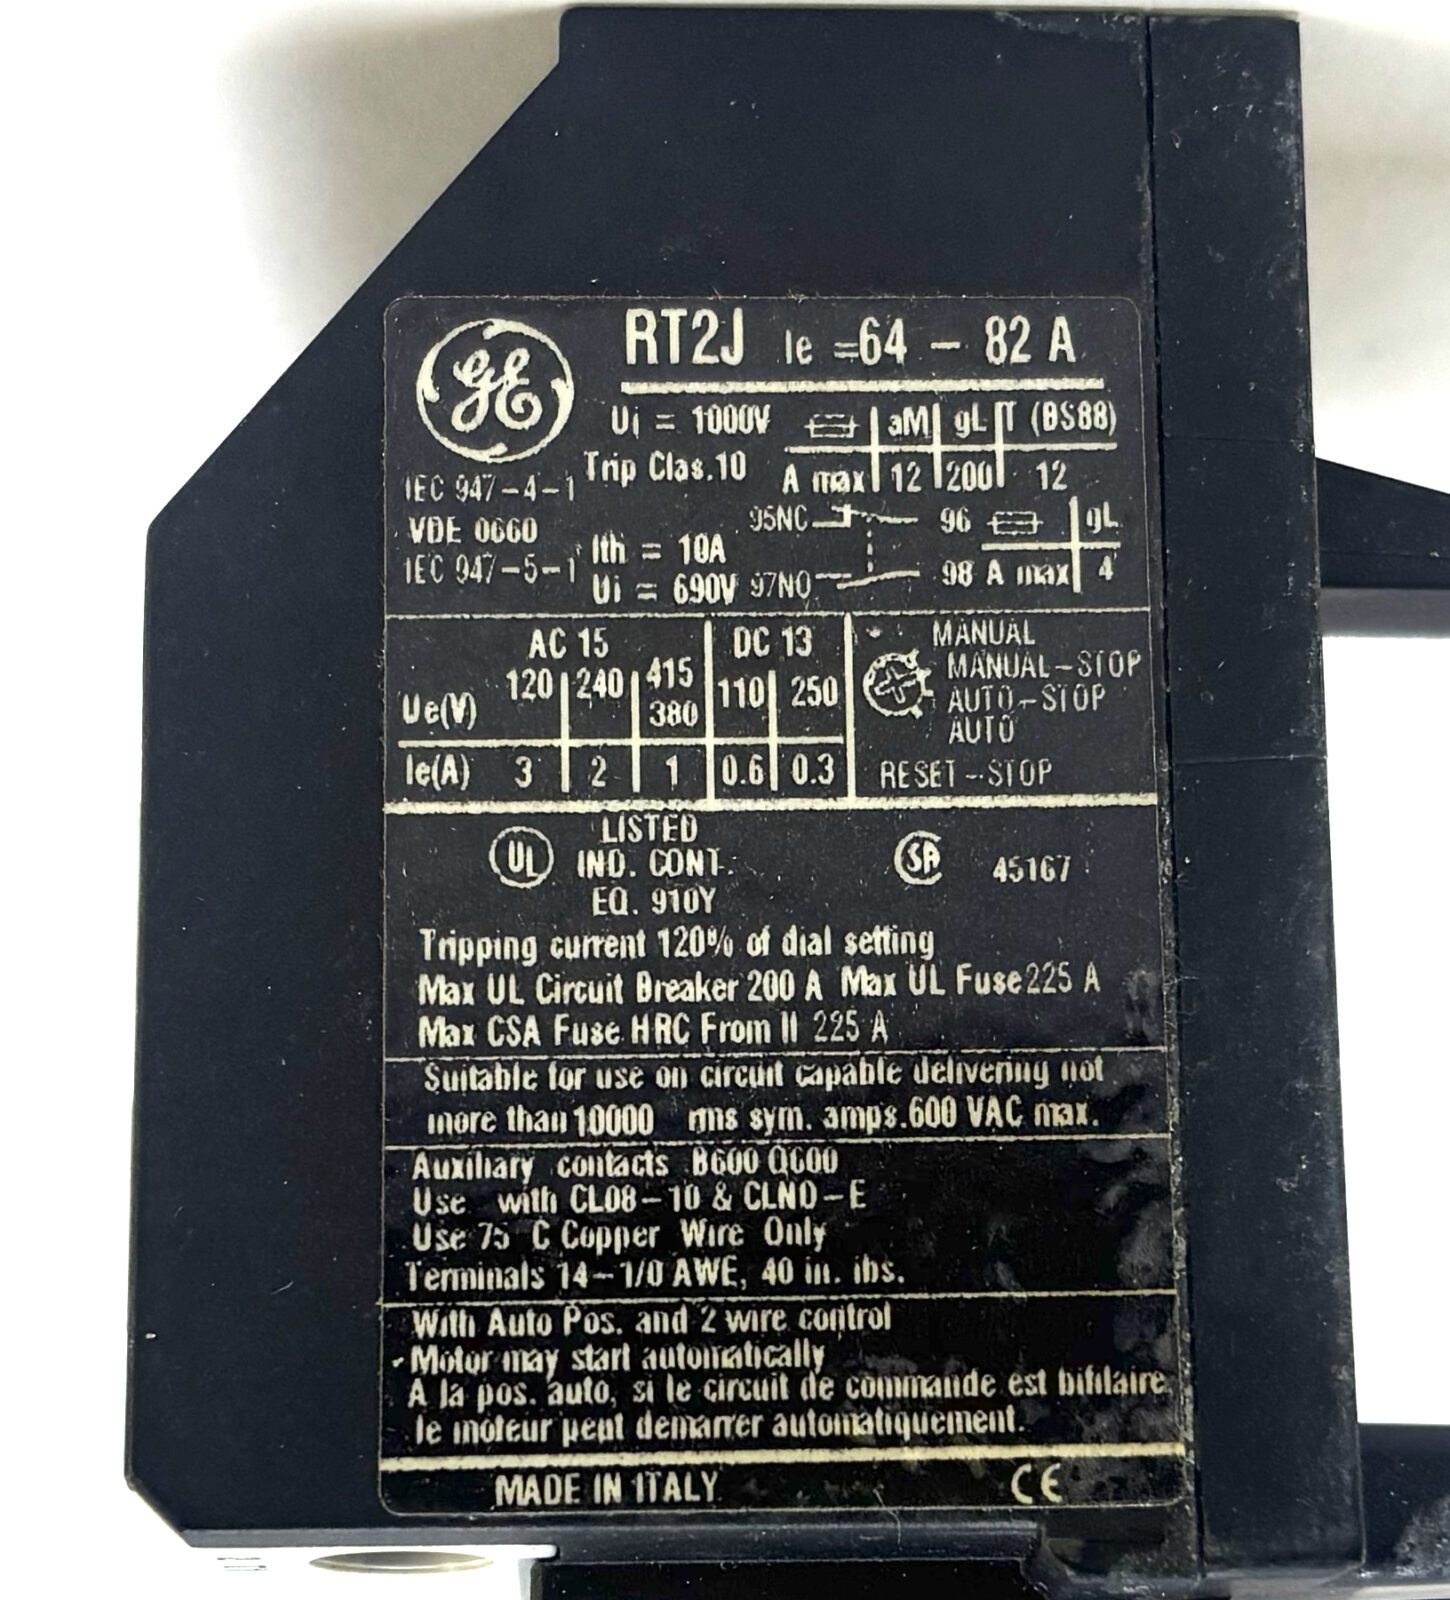 GE
RT2J Ie =64 – 82 A
Ui = 1000V aM gL T (BS88)
Trip Clas.10 A max 12 200 12
IEC 947-4-1
VDE 0660
IEC 947-5-1
95NC 96 gL
Ith = 10A
Ui = 690V 97NO 98 A max 4
AC 15 DC 13
Ue(V) 120 240 415 380 110 250
Ie(A) 3 2 1 0.6 0.3
MANUAL
MANUAL-STOP
AUTO-STOP
AUTO
RESET-STOP
UL LISTED
IND. CONT.
EQ. 910Y
SA 45167
Tripping current 120% of dial setting
Max UL Circuit Breaker 200 A Max UL Fuse 225 A
Max CSA Fuse HRC From II 225 A
Suitable for use on circuit capable delivering not
more than 10000 rms sym. amps.600 VAC max.
Auxiliary contacts B600 Q600
Use with CL08-10 & CLND-E
Use 75 C Copper Wire Only
Terminals 14-1/0 AWE, 40 in. ibs.
With Auto Pos. and 2 wire control
Motor may start automatically
A la pos. auto, si le circuit de commande est bifilaire
le moteur peut demarrer automatiquement.
MADE IN ITALY CE